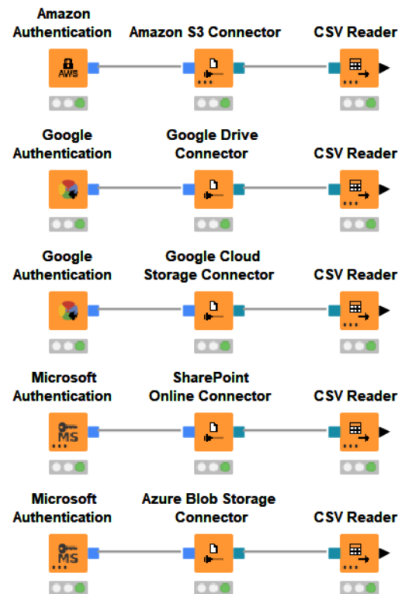 Amazon
Authentication Amazon S3 Connector CSV Reader
AWS
Google Google Drive
Authentication Connector CSV Reader
Google Google Cloud
Authentication Storage Connector CSV Reader
Microsoft SharePoint
Authentication Online Connector CSV Reader
MS
Microsoft Azure Blob Storage
Authentication Connector CSV Reader
MS